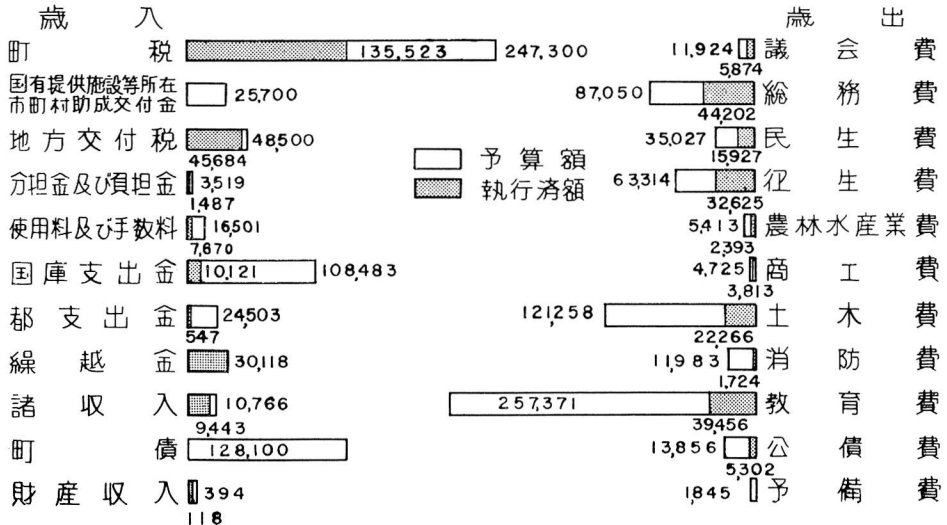 歳入
町税 135,523 247,300
国有提供施設等所在
市町村助成交付金 25,700
地方交付税 48,500
45,684
分担金及び負担金 3,519
1,487
使用料及び手数料 16,501
7,670
国庫支出金 10,121 108,483
都支出金 24,503
547
繰越金 30,118
諸収入 10,766
9,443
町債 128,100
財産収入 394
118
予算額
執行済額
歳出
11,924 議会費
5,874
87,050 総務費
44,202
35,027 民生費
15,927
63,314 衛生費
32,625
5,413 農林水産業費
2,393
4,725 商工費
3,813
121,258 土木費
22,266
11,983 消防費
1,724
257,371 教育費
39,456
13,856 公債費
5,302
1,845 予備費